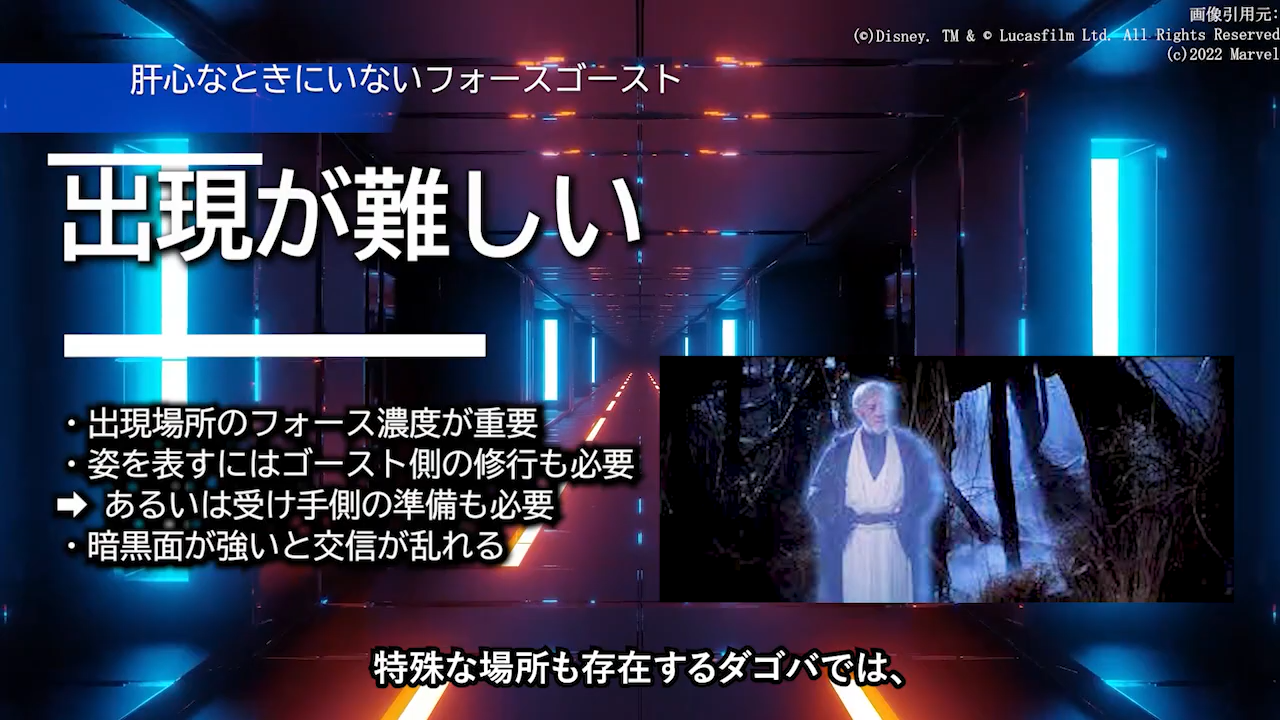 画像引用元:
(©)Disney. TM & © Lucasfilm Ltd. All Rights Reserved
(c)2022 Marvel
肝心なときにいないフォースゴースト
出現が難しい
・出現場所のフォース濃度が重要
・姿を表すにはゴースト側の修行も必要
➡ あるいは受け手側の準備も必要
・暗黒面が強いと交信が乱れる
特殊な場所も存在するダゴバでは、